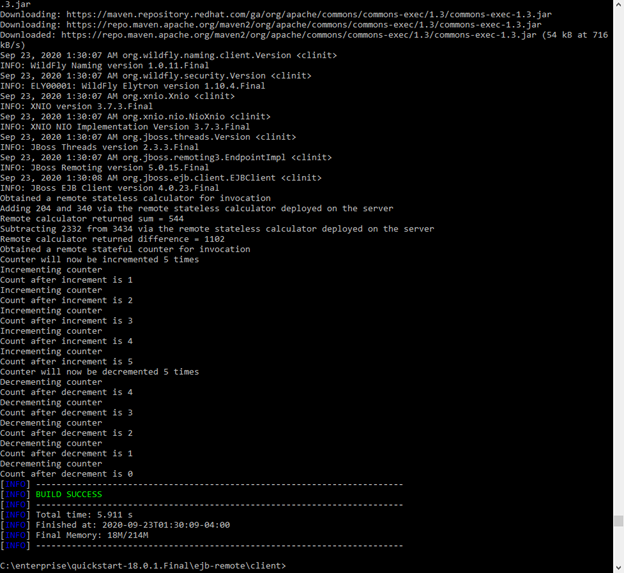 .3.jar
Downloading: https://maven.repository.redhat.com/ga/org/apache/commons/commons-exec/1.3/commons-exec-1.3.jar
Downloading: https://repo.maven.apache.org/maven2/org/apache/commons/commons-exec/1.3/commons-exec-1.3.jar
Downloaded: https://repo.maven.apache.org/maven2/org/apache/commons/commons-exec/1.3/commons-exec-1.3.jar (54 kB at 716
kB/s)
Sep 23, 2020 1:30:07 AM org.wildfly.naming.client.Version <clinit>
INFO: WildFly Naming version 1.0.11.Final
Sep 23, 2020 1:30:07 AM org.wildfly.security.Version <clinit>
INFO: ELY00001: WildFly Elytron version 1.10.4.Final
Sep 23, 2020 1:30:07 AM org.xnio.Xnio <clinit>
INFO: XNIO version 3.7.3.Final
Sep 23, 2020 1:30:07 AM org.xnio.nio.NioXnio <clinit>
INFO: XNIO NIO Implementation Version 3.7.3.Final
Sep 23, 2020 1:30:07 AM org.jboss.threads.Version <clinit>
INFO: JBoss Threads version 2.3.3.Final
Sep 23, 2020 1:30:07 AM org.jboss.remoting3.EndpointImpl <clinit>
INFO: JBoss Remoting version 5.0.15.Final
Sep 23, 2020 1:30:08 AM org.jboss.ejb.client.EJBClient <clinit>
INFO: JBoss EJB Client version 4.0.23.Final
Obtained a remote stateless calculator for invocation
Adding 204 and 340 via the remote stateless calculator deployed on the server
Remote calculator returned sum = 544
Subtracting 2332 from 3434 via the remote stateless calculator deployed on the server
Remote calculator returned difference = 1102
Obtained a remote stateful counter for invocation
Counter will now be incremented 5 times
Incrementing counter
Count after increment is 1
Incrementing counter
Count after increment is 2
Incrementing counter
Count after increment is 3
Incrementing counter
Count after increment is 4
Incrementing counter
Count after increment is 5
Counter will now be decremented 5 times
Decrementing counter
Count after decrement is 4
Decrementing counter
Count after decrement is 3
Decrementing counter
Count after decrement is 2
Decrementing counter
Count after decrement is 1
Decrementing counter
Count after decrement is 0
[INFO] ------------------------------------------------------------------------
[INFO] BUILD SUCCESS
[INFO] ------------------------------------------------------------------------
[INFO] Total time: 5.911 s
[INFO] Finished at: 2020-09-23T01:30:09-04:00
[INFO] Final Memory: 18M/214M
[INFO] ------------------------------------------------------------------------
C:\enterprise\quickstart-18.0.1.Final\ejb-remote\client>